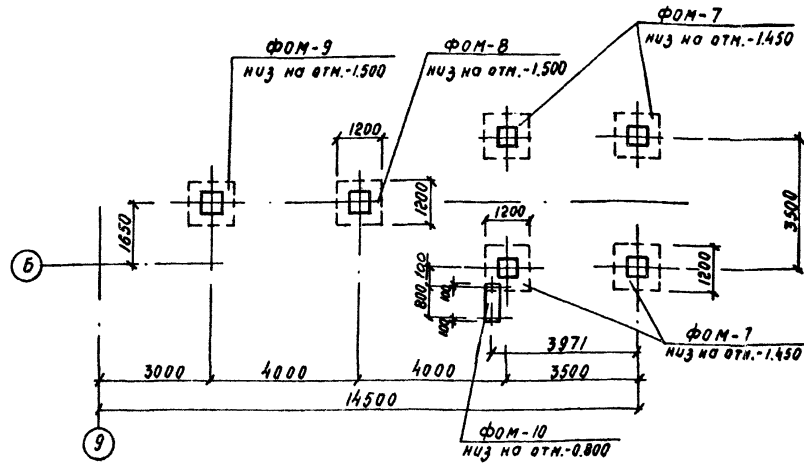 ФОМ-7
низ на отм.-1.450
ФОМ-9
низ на отм.-1.500
ФОМ-8
низ на отм.-1.500
1200
1200
1650
3500
Б
1200
100
800
100
100
1200
ФОМ-7
низ на отм.-1.450
3971
3000
4000
4000
3500
14500
9
ФОМ-10
низ на отм.-0.800